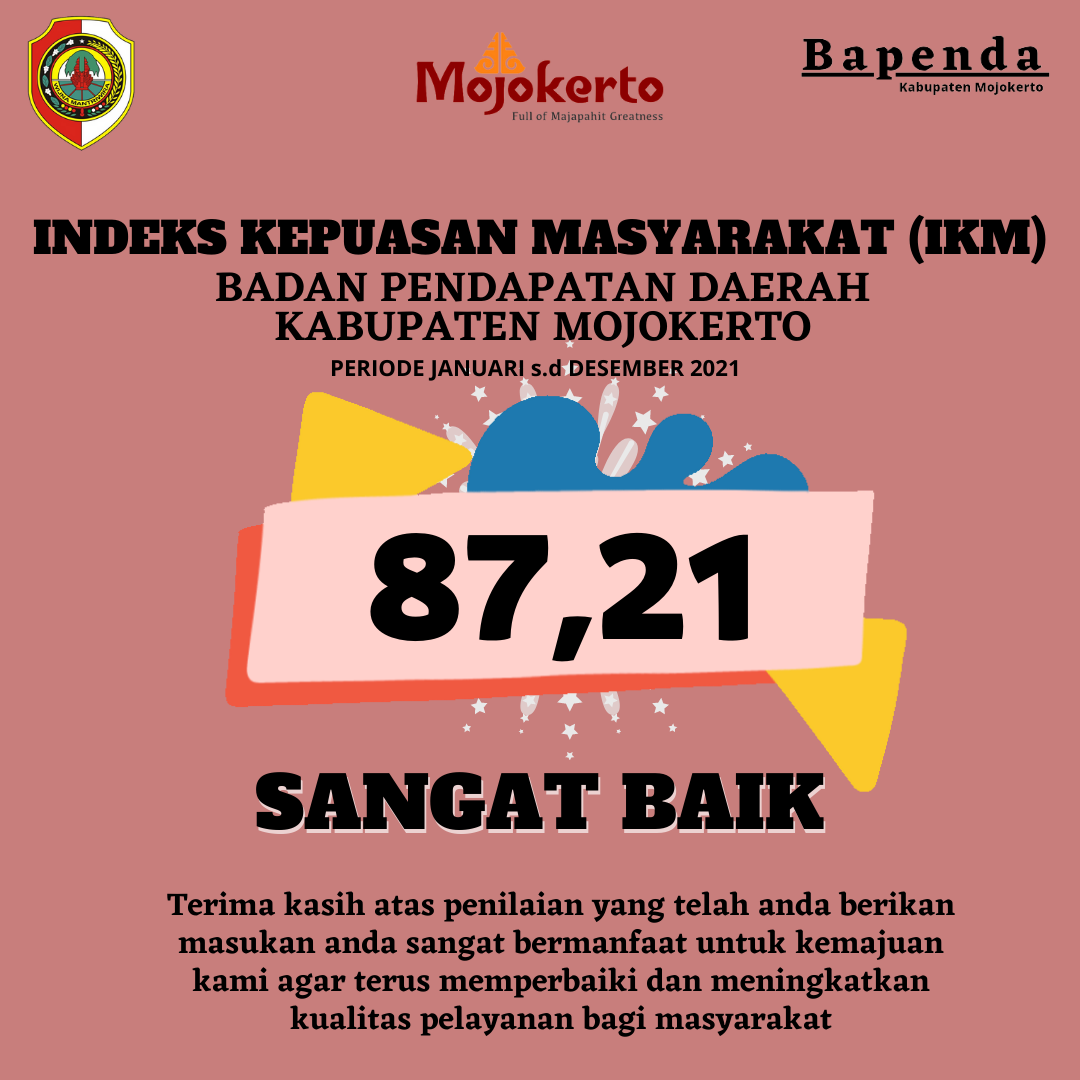 Mojokerto
Full of Majapahit Greatness
Bapenda
Kabupaten Mojokerto
INDEKS KEPUASAN MASYARAKAT (IKM)
BADAN PENDAPATAN DAERAH
KABUPATEN MOJOKERTO
PERIODE JANUARI s.d DESEMBER 2021
87,21
SANGAT BAIK
Terima kasih atas penilaian yang telah anda berikan
masukan anda sangat bermanfaat untuk kemajuan
kami agar terus memperbaiki dan meningkatkan
kualitas pelayanan bagi masyarakat